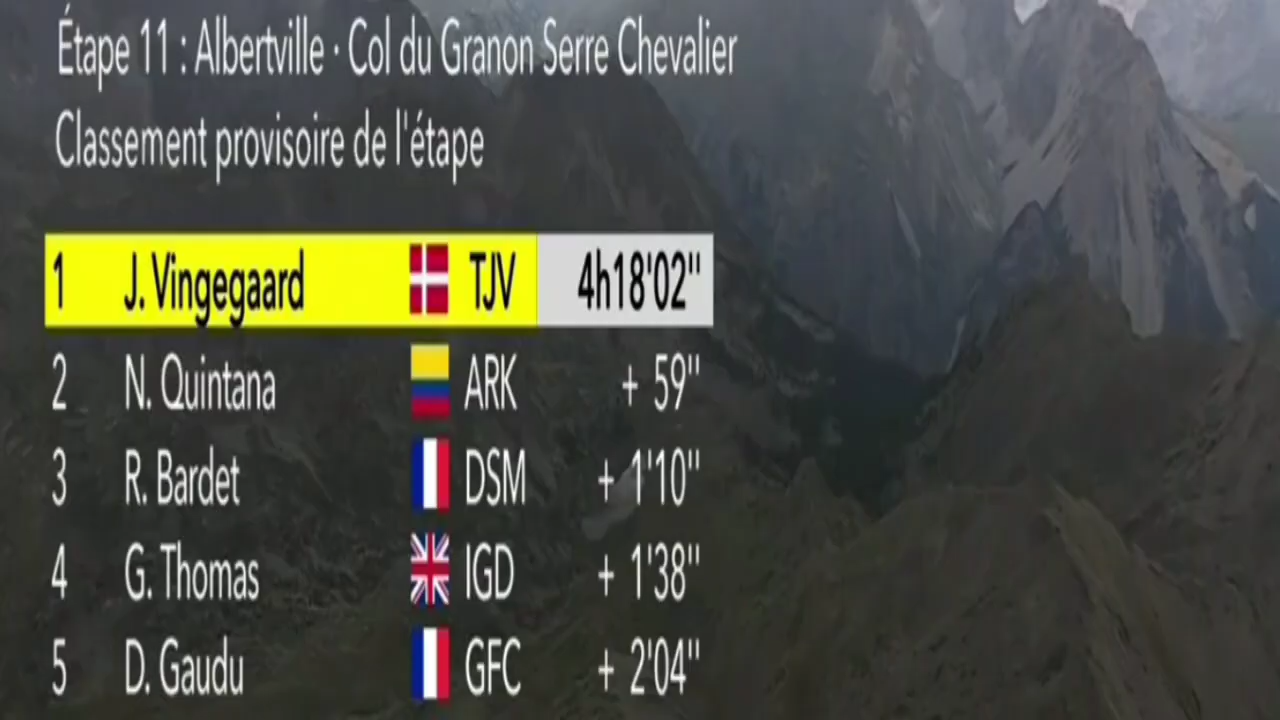 Étape 11 : Albertville · Col du Granon Serre Chevalier
Classement provisoire de l'étape
1 J. Vingegaard TJV 4h18'02"
2 N. Quintana ARK + 59"
3 R. Bardet DSM + 1'10"
4 G. Thomas IGD + 1'38"
5 D. Gaudu GFC + 2'04"